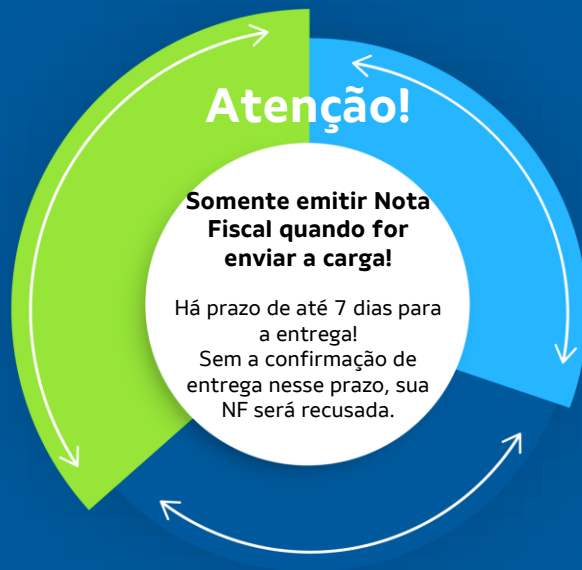 Atenção!
Somente emitir Nota
Fiscal quando for
enviar a carga!
Há prazo de até 7 dias para
a entrega!
Sem a confirmação de
entrega nesse prazo, sua
NF será recusada.